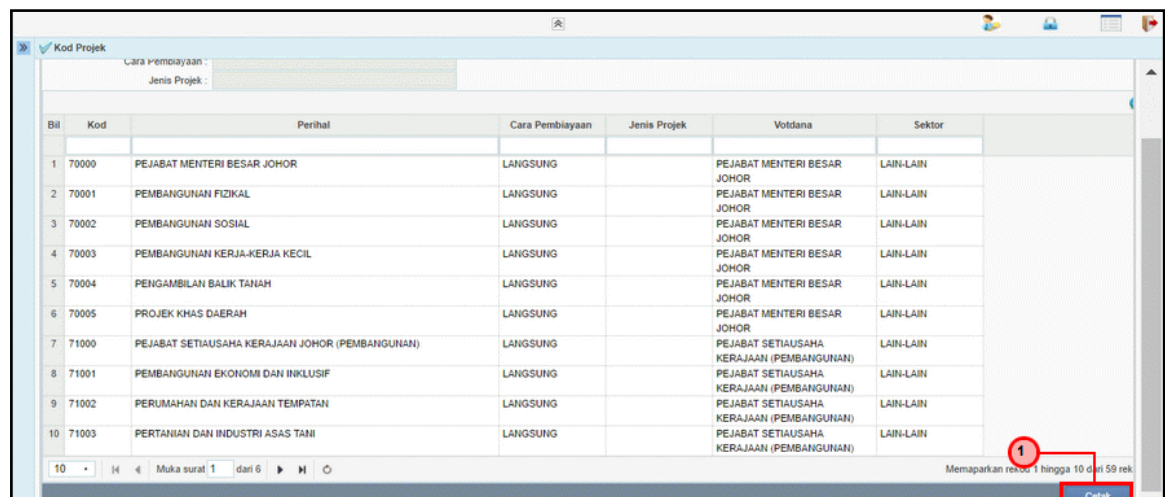 Kod Projek
Cara Pembiayaan :
Jenis Projek :
Bil Kod Perihal Cara Pembiayaan Jenis Projek Votdana Sektor
1 70000 PEJABAT MENTERI BESAR JOHOR LANGSUNG PEJABAT MENTERI BESAR LAIN-LAIN
JOHOR
2 70001 PEMBANGUNAN FIZIKAL LANGSUNG PEJABAT MENTERI BESAR LAIN-LAIN
JOHOR
3 70002 PEMBANGUNAN SOSIAL LANGSUNG PEJABAT MENTERI BESAR LAIN-LAIN
JOHOR
4 70003 PEMBANGUNAN KERJA-KERJA KECIL LANGSUNG PEJABAT MENTERI BESAR LAIN-LAIN
JOHOR
5 70004 PENGAMBILAN BALIK TANAH LANGSUNG PEJABAT MENTERI BESAR LAIN-LAIN
JOHOR
6 70005 PROJEK KHAS DAERAH LANGSUNG PEJABAT MENTERI BESAR LAIN-LAIN
JOHOR
7 71000 PEJABAT SETIAUSAHA KERAJAAN JOHOR (PEMBANGUNAN) LANGSUNG PEJABAT SETIAUSAHA LAIN-LAIN
KERAJAAN (PEMBANGUNAN)
8 71001 PEMBANGUNAN EKONOMI DAN INKLUSIF LANGSUNG PEJABAT SETIAUSAHA LAIN-LAIN
KERAJAAN (PEMBANGUNAN)
9 71002 PERUMAHAN DAN KERAJAAN TEMPATAN LANGSUNG PEJABAT SETIAUSAHA LAIN-LAIN
KERAJAAN (PEMBANGUNAN)
10 71003 PERTANIAN DAN INDUSTRI ASAS TANI LANGSUNG PEJABAT SETIAUSAHA LAIN-LAIN
KERAJAAN (PEMBANGUNAN)
1
10 Muka surat 1 dari 6 Memaparkan rekod 1 hingga 10 dari 59 rek
Cetak